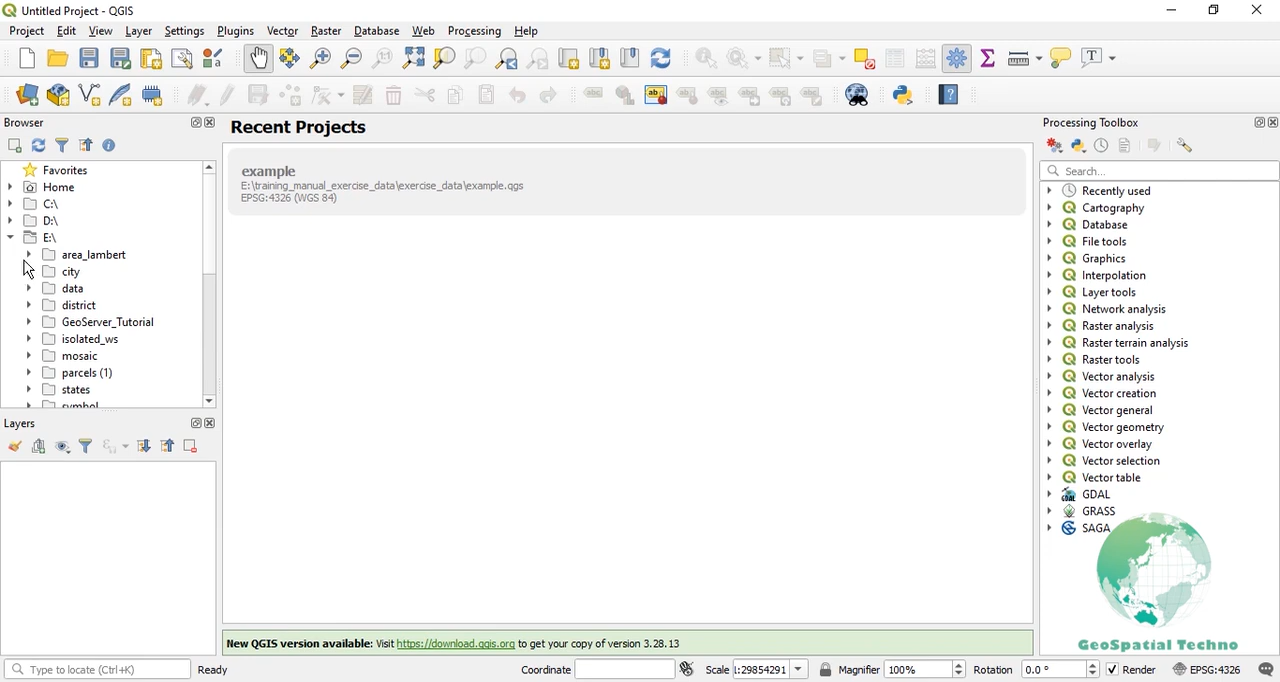 Untitled Project - QGIS
Project Edit View Layer Settings Plugins Vector Raster Database Web Processing Help
Browser
Favorites
Home
C:\
D:\
E:\
area_lambert
city
data
district
GeoServer_Tutorial
isolated_ws
mosaic
parcels (1)
states
symbol
Layers
Recent Projects
example
E:\training_manual_exercise_data\exercise_data\example.qgs
EPSG:4326 (WGS 84)
New QGIS version available: Visit https://download.qgis.org to get your copy of version 3.28.13
Processing Toolbox
Search...
Recently used
Cartography
Database
File tools
Graphics
Interpolation
Layer tools
Network analysis
Raster analysis
Raster terrain analysis
Raster tools
Vector analysis
Vector creation
Vector general
Vector geometry
Vector overlay
Vector selection
Vector table
GDAL
GRASS
SAGA
GeoSpatial Techno
Type to locate (Ctrl+K) Ready Coordinate Scale 1:29854291 Magnifier 100% Rotation 0.0 ° Render EPSG:4326